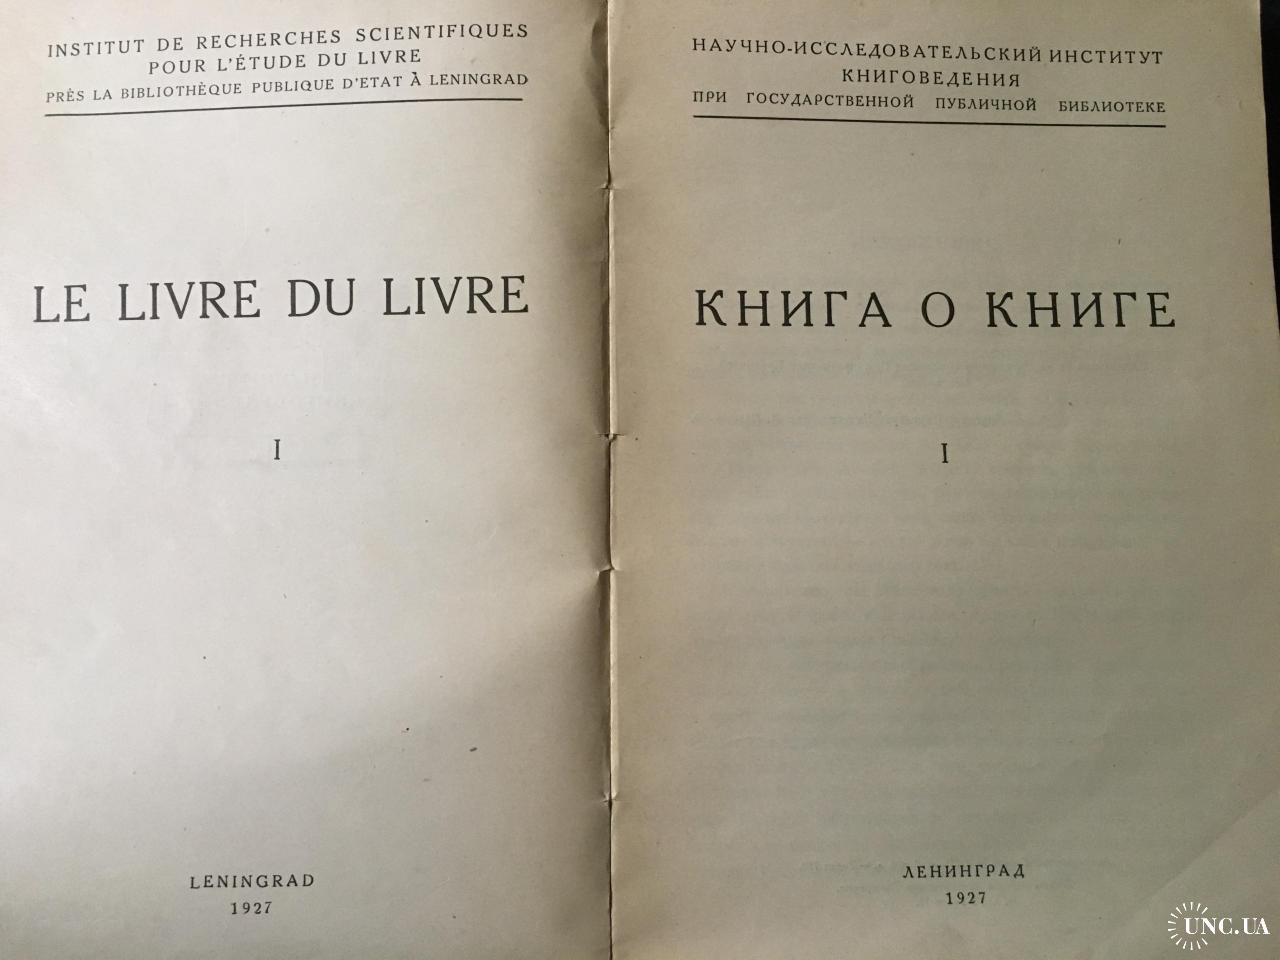 INSTITUT DE RECHERCHES SCIENTIFIQUES
POUR L'ÉTUDE DU LIVRE
PRÈS LA BIBLIOTHÈQUE PUBLIQUE D'ETAT À LENINGRAD
LE LIVRE DU LIVRE
I
LENINGRAD
1927
НАУЧНО-ИССЛЕДОВАТЕЛЬСКИЙ ИНСТИТУТ
КНИГОВЕДЕНИЯ
ПРИ ГОСУДАРСТВЕННОЙ ПУБЛИЧНОЙ БИБЛИОТЕКЕ
КНИГА О КНИГЕ
I
ЛЕНИНГРАД
1927
UNC.UA